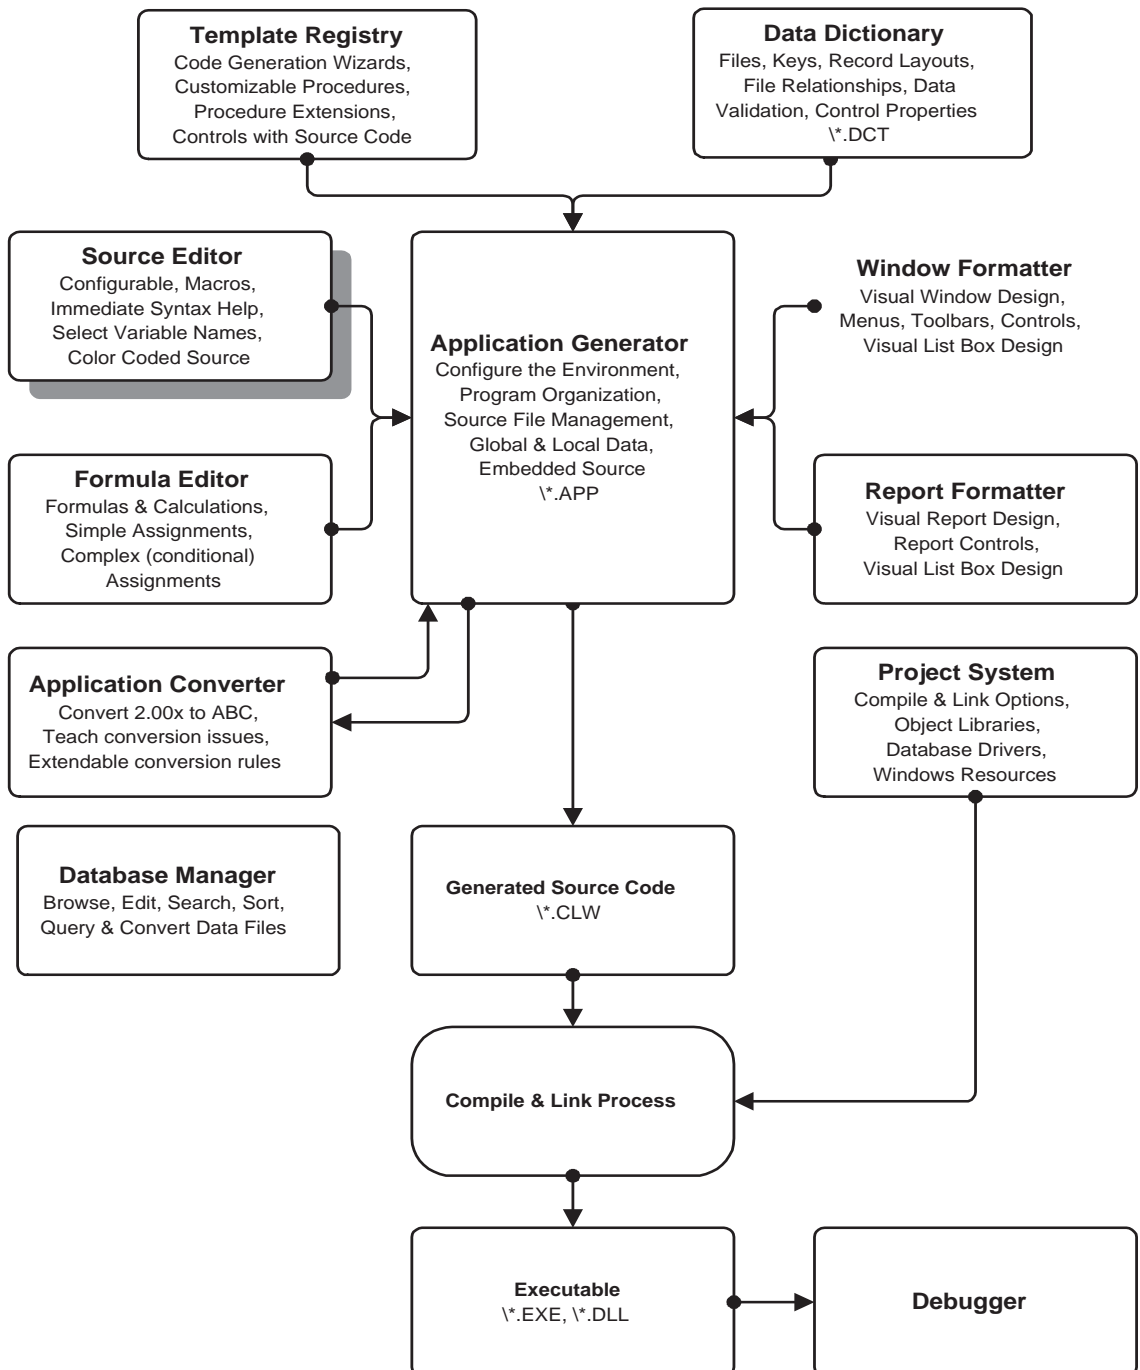 Template Registry
Code Generation Wizards,
Customizable Procedures,
Procedure Extensions,
Controls with Source Code
Data Dictionary
Files, Keys, Record Layouts,
File Relationships, Data
Validation, Control Properties
\*.DCT
Source Editor
Configurable, Macros,
Immediate Syntax Help,
Select Variable Names,
Color Coded Source
Application Generator
Configure the Environment,
Program Organization,
Source File Management,
Global & Local Data,
Embedded Source
\*.APP
Window Formatter
Visual Window Design,
Menus, Toolbars, Controls,
Visual List Box Design
Formula Editor
Formulas & Calculations,
Simple Assignments,
Complex (conditional)
Assignments
Report Formatter
Visual Report Design,
Report Controls,
Visual List Box Design
Application Converter
Convert 2.00x to ABC,
Teach conversion issues,
Extendable conversion rules
Project System
Compile & Link Options,
Object Libraries,
Database Drivers,
Windows Resources
Database Manager
Browse, Edit, Search, Sort,
Query & Convert Data Files
Generated Source Code
\*.CLW
Compile & Link Process
Executable
\*.EXE, \*.DLL
Debugger